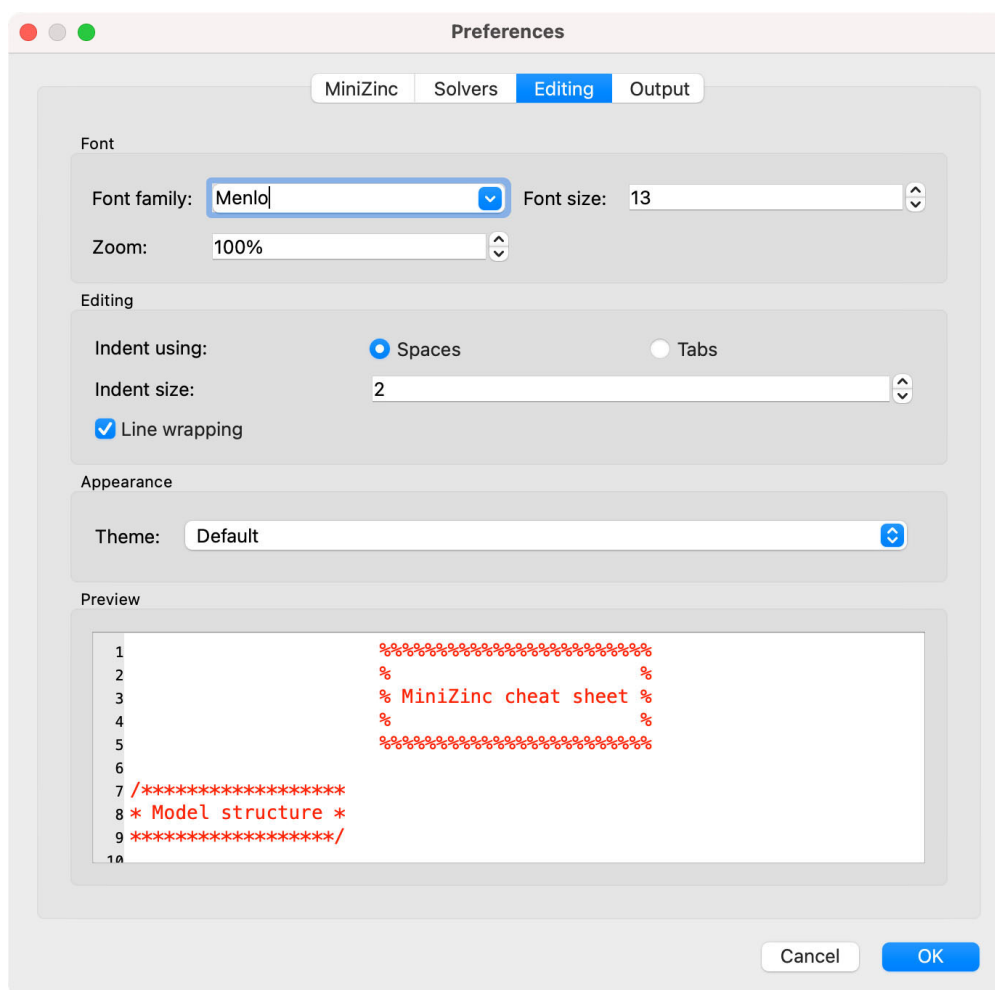 Preferences
MiniZinc Solvers Editing Output
Font
Font family: Menlo Font size: 13
Zoom: 100%
Editing
Indent using: Spaces Tabs
Indent size: 2
Line wrapping
Appearance
Theme: Default
Preview
1 %%%%%%%%%%%%%%%%%%%%%%%%
2 % %
3 % MiniZinc cheat sheet %
4 % %
5 %%%%%%%%%%%%%%%%%%%%%%%%
6
7 /******************
8 * Model structure *
9 ******************/
10
Cancel OK